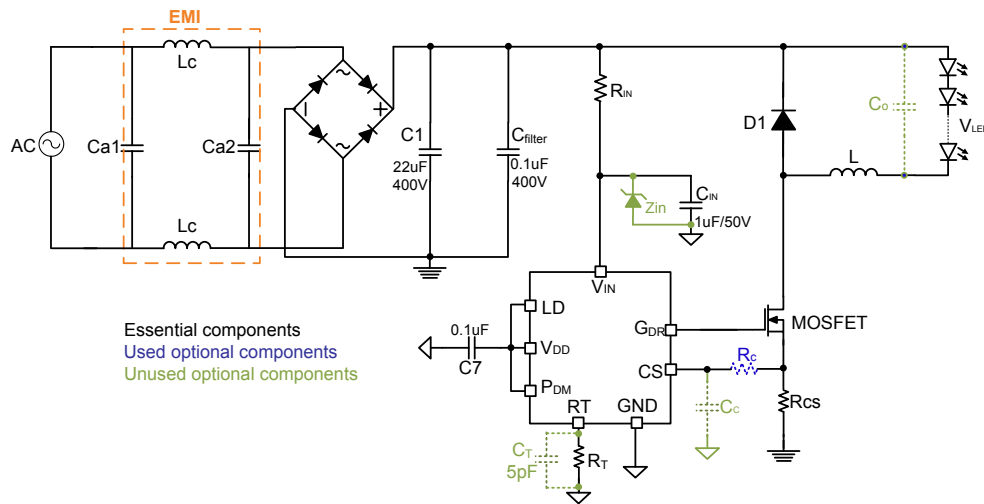 EMI
Lc
AC
Ca1
Ca2
Lc
~
~
C1
22uF
400V
Cfilter
0.1uF
400V
RIN
Zin
CIN
1uF/50V
D1
L
Co
VLED
VIN
LD
VDD
PDM
RT
GND
GDR
CS
0.1uF
C7
CT
5pF
RT
MOSFET
Rc
Cc
Rcs
Essential components
Used optional components
Unused optional components